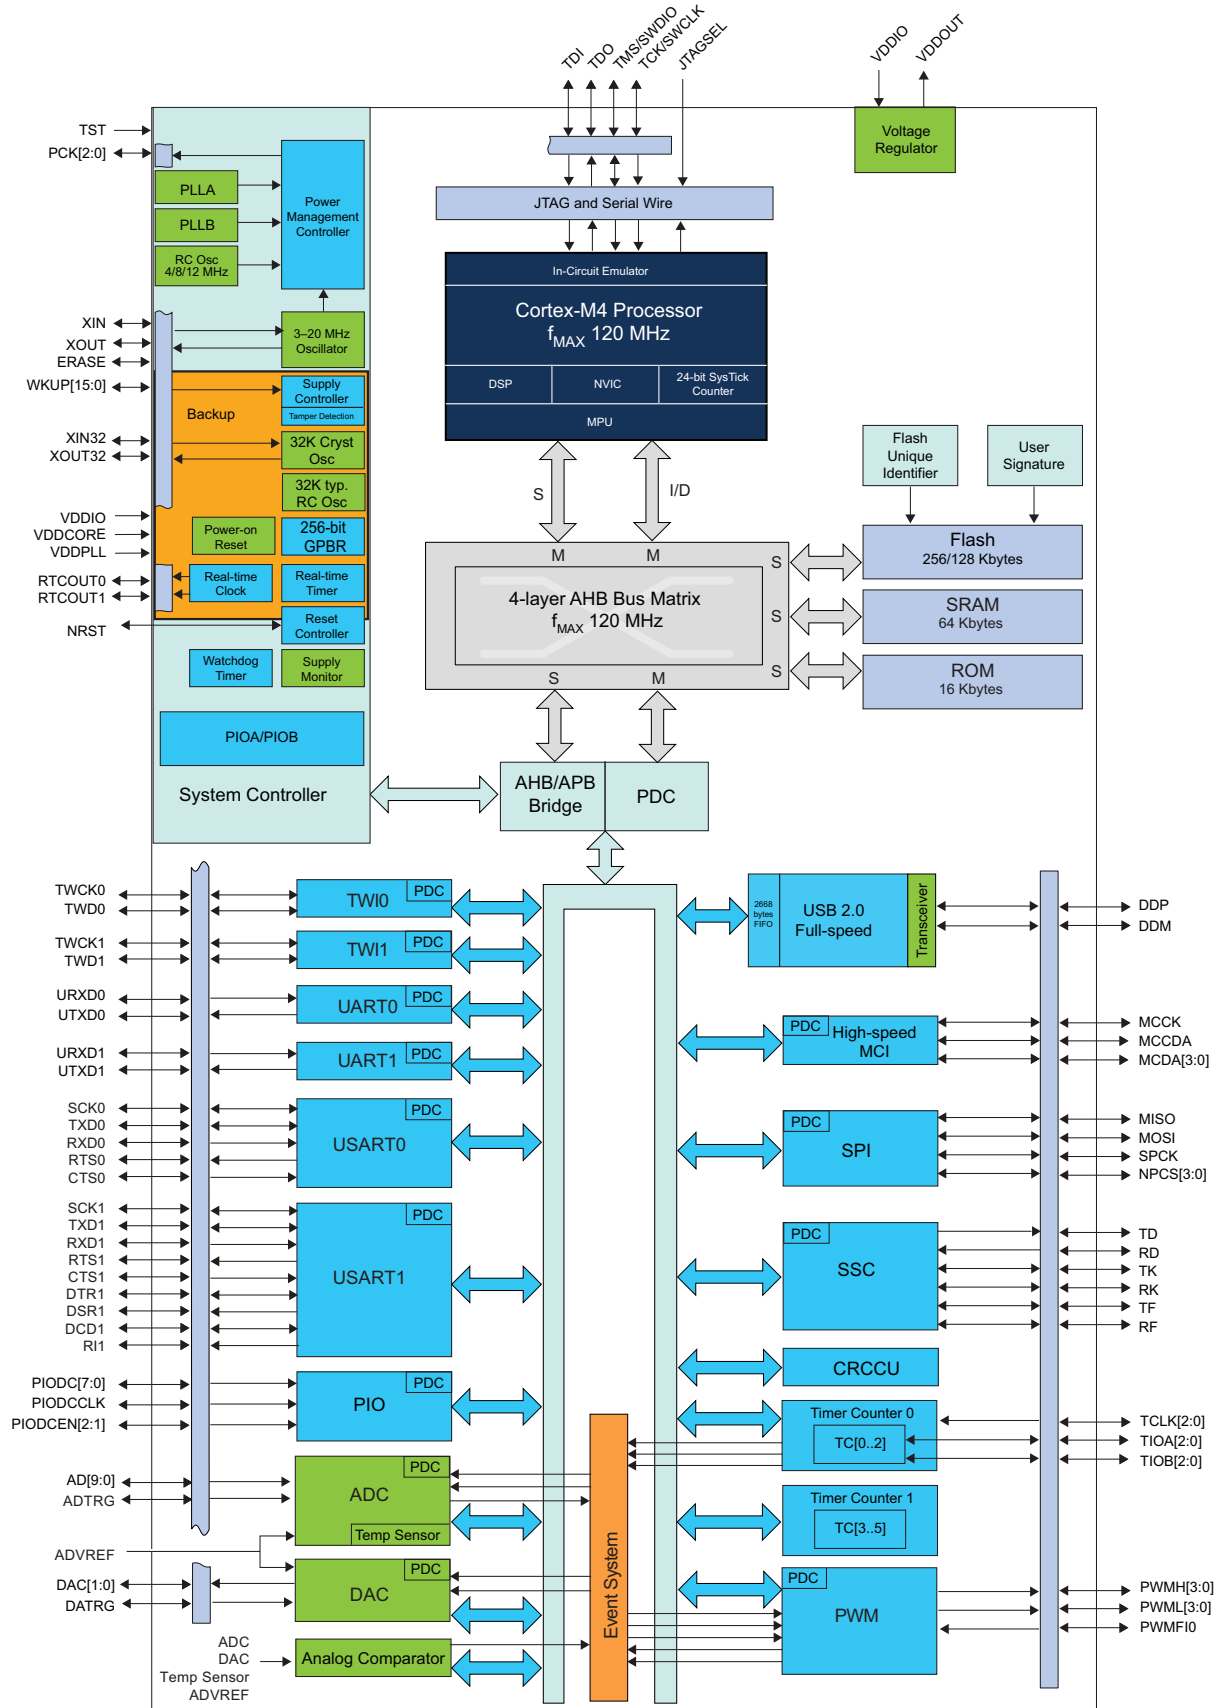 TDI
TDO
TMS/SWDIO
TCK/SWCLK
JTAGSEL
VDDIO
VDDOUT
Voltage
Regulator
TST
PCK[2:0]
PLLA
PLLB
RC Osc
4/8/12 MHz
Power
Management
Controller
JTAG and Serial Wire
In-Circuit Emulator
Cortex-M4 Processor
fMAX 120 MHz
DSP
NVIC
24-bit SysTick
Counter
MPU
XIN
XOUT
ERASE
WKUP[15:0]
XIN32
XOUT32
VDDIO
VDDCORE
VDDPLL
RTCOUT0
RTCOUT1
NRST
3–20 MHz
Oscillator
Backup
Supply
Controller
Tamper Detection
32K Cryst
Osc
32K typ.
RC Osc
Power-on
Reset
256-bit
GPBR
Real-time
Clock
Real-time
Timer
Reset
Controller
Watchdog
Timer
Supply
Monitor
PIOA/PIOB
System Controller
S
I/D
M
M
4-layer AHB Bus Matrix
fMAX 120 MHz
S
S
S
S
M
Flash
Unique
Identifier
User
Signature
Flash
256/128 Kbytes
SRAM
64 Kbytes
ROM
16 Kbytes
AHB/APB
Bridge
PDC
TWCK0
TWD0
TWCK1
TWD1
URXD0
UTXD0
URXD1
UTXD1
SCK0
TXD0
RXD0
RTS0
CTS0
SCK1
TXD1
RXD1
RTS1
CTS1
DTR1
DSR1
DCD1
RI1
PIODC[7:0]
PIODCCLK
PIODCEN[2:1]
AD[9:0]
ADTRG
ADVREF
DAC[1:0]
DATRG
ADC
DAC
Temp Sensor
ADVREF
PDC
TWI0
PDC
TWI1
PDC
UART0
PDC
UART1
PDC
USART0
PDC
USART1
PDC
PIO
PDC
ADC
Temp Sensor
PDC
DAC
Analog Comparator
Event System
2668
bytes
FIFO
USB 2.0
Full-speed
Transceiver
PDC
High-speed
MCI
PDC
SPI
PDC
SSC
CRCCU
Timer Counter 0
TC[0..2]
Timer Counter 1
TC[3..5]
PDC
PWM
DDP
DDM
MCCK
MCCDA
MCDA[3:0]
MISO
MOSI
SPCK
NPCS[3:0]
TD
RD
TK
RK
TF
RF
TCLK[2:0]
TIOA[2:0]
TIOB[2:0]
PWMH[3:0]
PWML[3:0]
PWMFI0